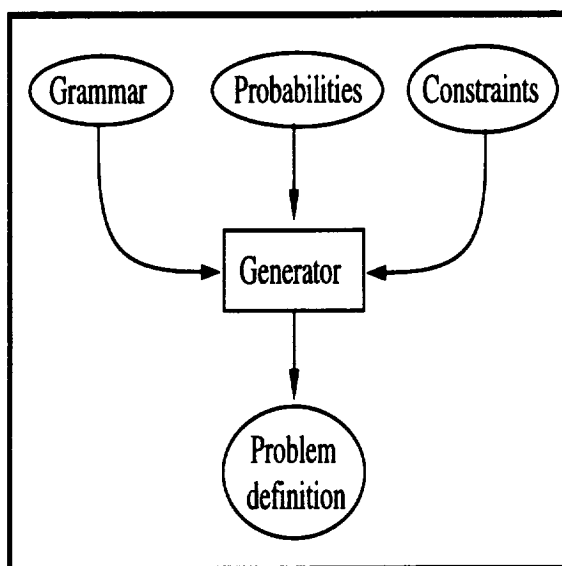 Grammar
Probabilities
Constraints
Generator
Problem
definition